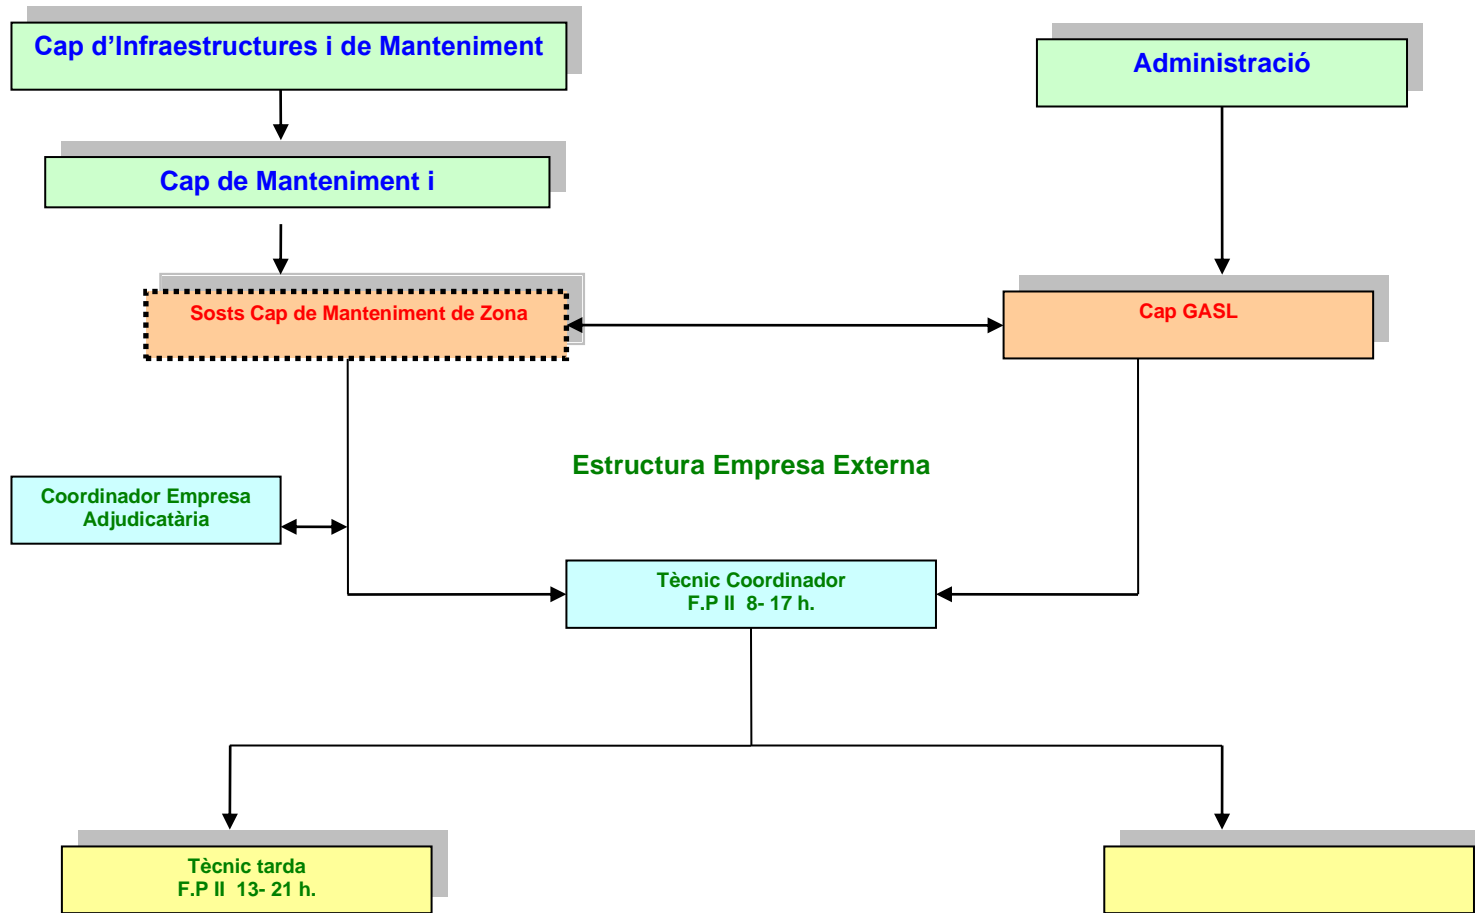 Cap d’Infraestructures i de Manteniment
Administració
Cap de Manteniment i
Sosts Cap de Manteniment de Zona
Cap GASL
Estructura Empresa Externa
Coordinador Empresa
Adjudicatària
Tècnic Coordinador
F.P II 8- 17 h.
Tècnic tarda
F.P II 13- 21 h.